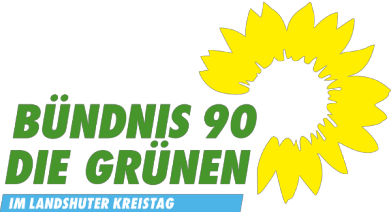 BÜNDNIS 90
DIE GRÜNEN
IM LANDSHUTER KREISTAG